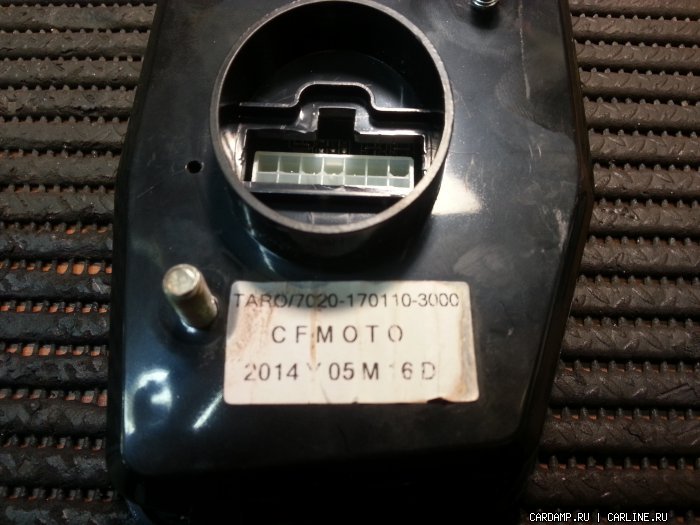 TARO/7020-170110-3000
CFMOTO
2014 Y 05 M 16 D
CARDAMP.RU | CARLINE.RU